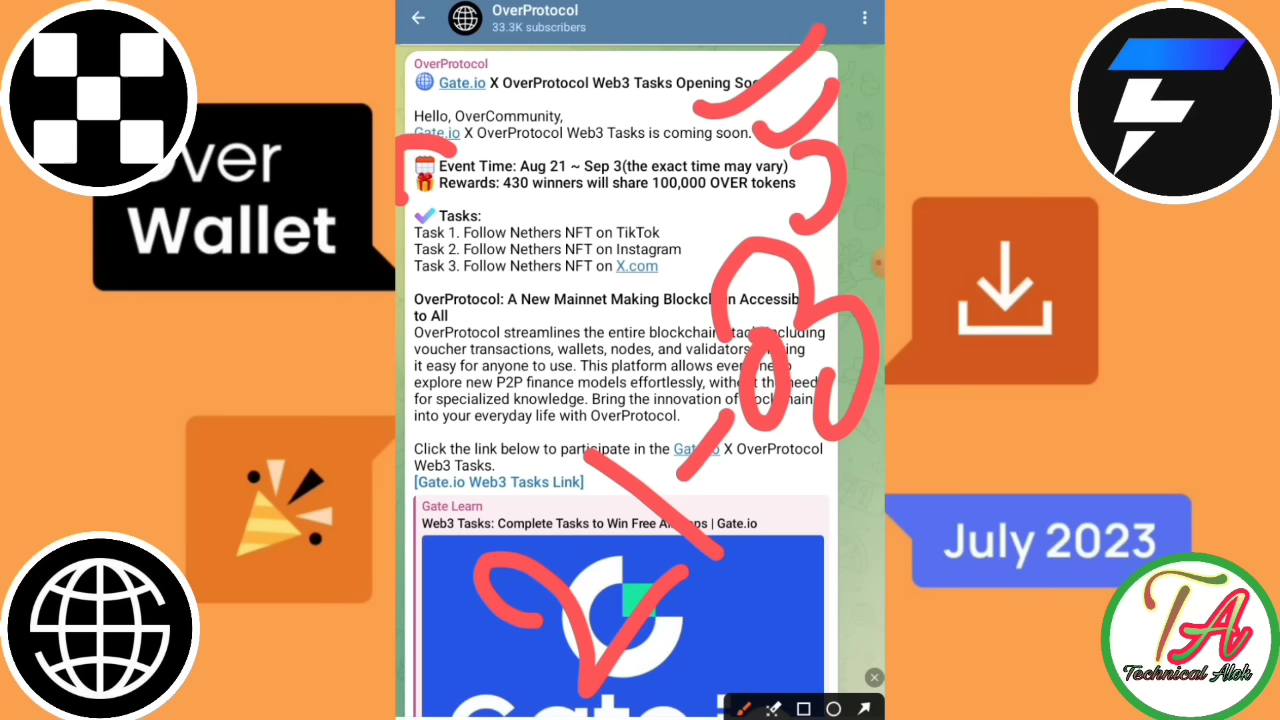 OverProtocol
33.3K subscribers
OverProtocol
Gate.io X OverProtocol Web3 Tasks Opening
Hello, OverCommunity,
Gate.io X OverProtocol Web3 Tasks is coming soon.
Event Time: Aug 21 ~ Sep 3(the exact time may vary)
Rewards: 430 winners will share 100,000 OVER tokens
Tasks:
Task 1. Follow Nethers NFT on TikTok
Task 2. Follow Nethers NFT on Instagram
Task 3. Follow Nethers NFT on X.com
OverProtocol: A New Mainnet Making Blockchain Accessib
to All
OverProtocol streamlines the entire blockchain stack, including
voucher transactions, wallets, nodes, and validators
it easy for anyone to use. This platform allows everyone to
explore new P2P finance models effortlessly, without the need
for specialized knowledge. Bring the innovation of blockchain
into your everyday life with OverProtocol.
Click the link below to participate in the Gate.io X OverProtocol
Web3 Tasks.
[Gate.io Web3 Tasks Link]
Gate Learn
Web3 Tasks: Complete Tasks to Win Free Airdrops | Gate.io
Gate.i
Over
Wallet
July 2023
TA
Technical Alok